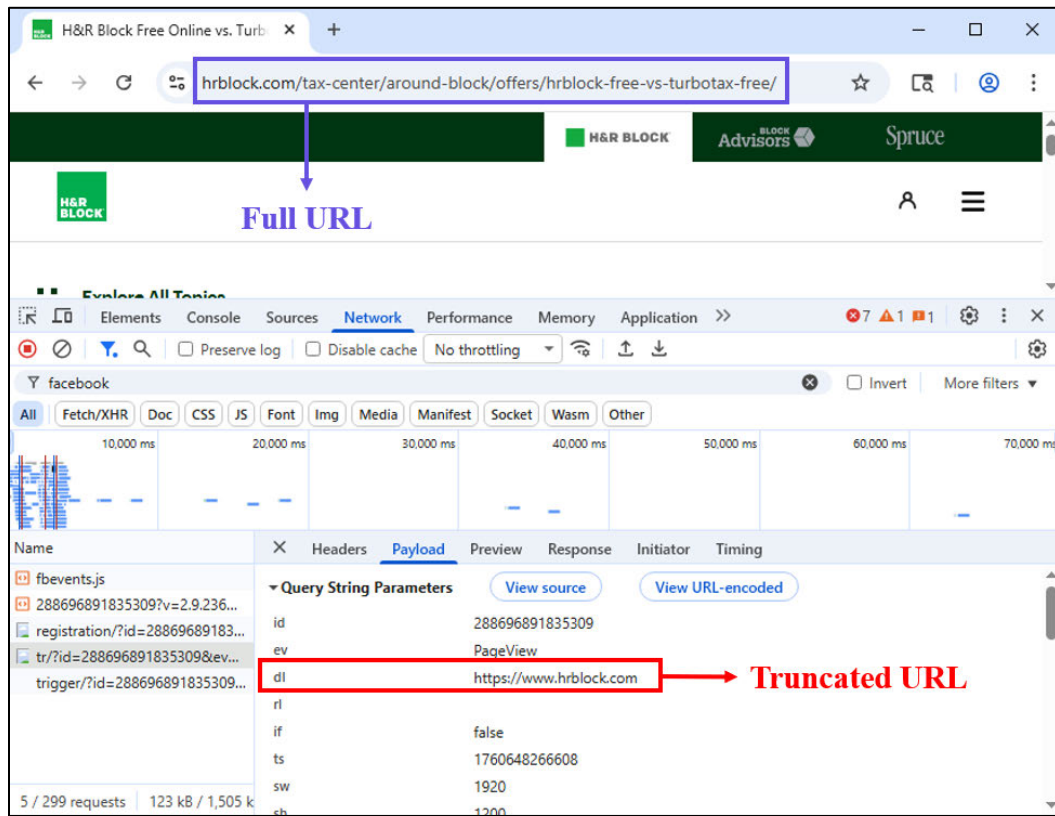 H&R Block Free Online vs. Turb
hrblock.com/tax-center/around-block/offers/hrblock-free-vs-turbotax-free/
H&R BLOCK
BLOCK
Advisors
Spruce
H&R
BLOCK
Full URL
Explore All Topics
Elements Console Sources Network Performance Memory Application 7 1 1
Preserve log Disable cache No throttling
facebook Invert More filters
All Fetch/XHR Doc CSS JS Font Img Media Manifest Socket Wasm Other
10,000 ms 20,000 ms 30,000 ms 40,000 ms 50,000 ms 60,000 ms 70,000 ms
Name Headers Payload Preview Response Initiator Timing
fbevents.js
288696891835309?v=2.9.236...
registration/?id=28869689183...
tr/?id=288696891835309&ev...
trigger/?id=288696891835309...
5 / 299 requests 123 kB / 1,505 k
Query String Parameters View source View URL-encoded
id 288696891835309
ev PageView
dl https://www.hrblock.com Truncated URL
rl
if false
ts 1760648266608
sw 1920
sh 1200